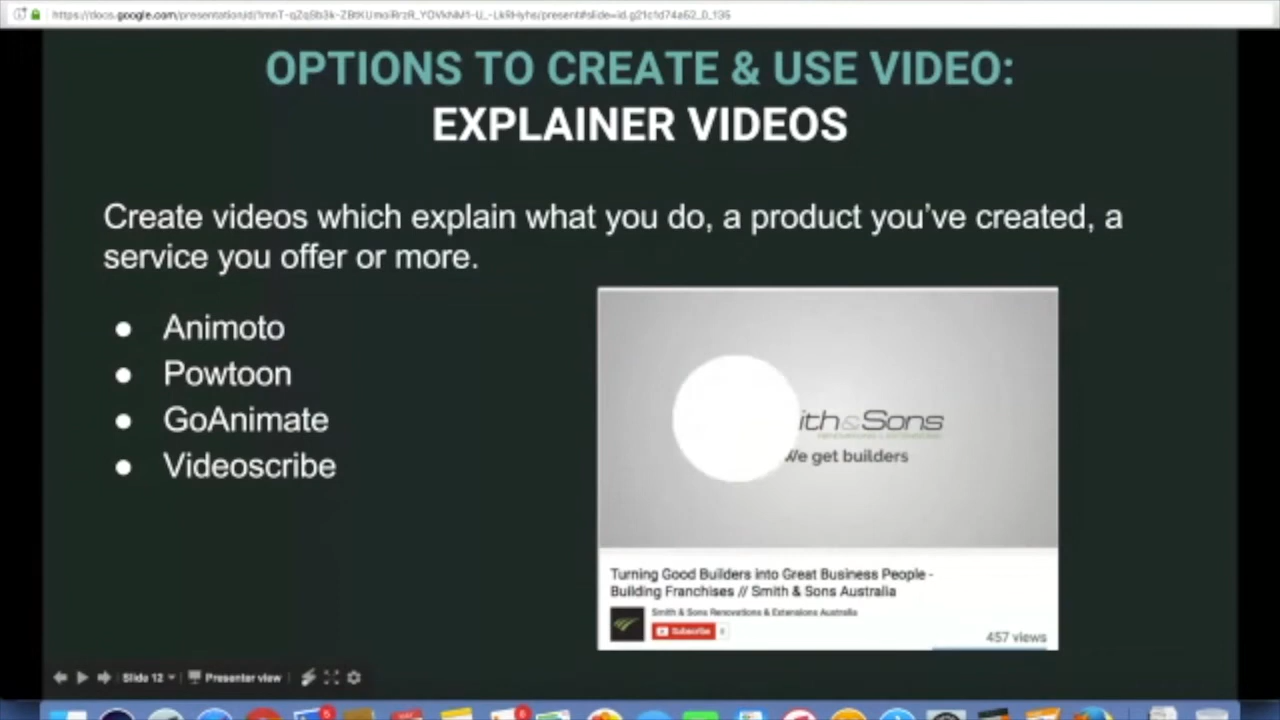 OPTIONS TO CREATE & USE VIDEO:
EXPLAINER VIDEOS
Create videos which explain what you do, a product you've created, a
service you offer or more.
● Animoto
● Powtoon
● GoAnimate
● Videoscribe
ith&Sons
We get builders
Turning Good Builders into Great Business People -
Building Franchises // Smith & Sons Australia
Smith & Sons Renovations & Extensions Australia
Subscribe
457 views
Slide 12
Presenter view